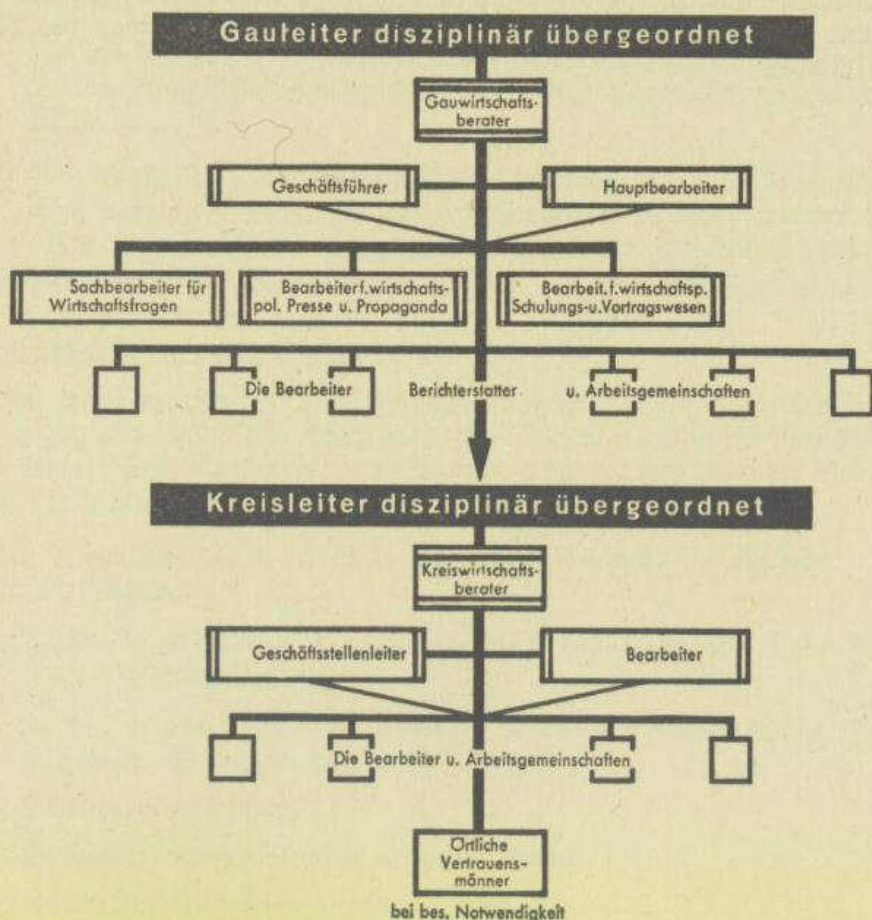 Gauleiter disziplinär übergeordnet
Gauwirtschafts-
berater
Geschäftsführer
Hauptbearbeiter
Sachbearbeiter für
Wirtschaftsfragen
Bearbeiter f. wirtschafts-
pol. Presse u. Propaganda
Bearbeit. f. wirtschaftsp.
Schulungs- u. Vortragswesen
Die Bearbeiter Berichterstatter u. Arbeitsgemeinschaften
Kreisleiter disziplinär übergeordnet
Kreiswirtschafts-
berater
Geschäftsstellenleiter
Bearbeiter
Die Bearbeiter u. Arbeitsgemeinschaften
Örtliche
Vertrauens-
männer
bei bes. Notwendigkeit